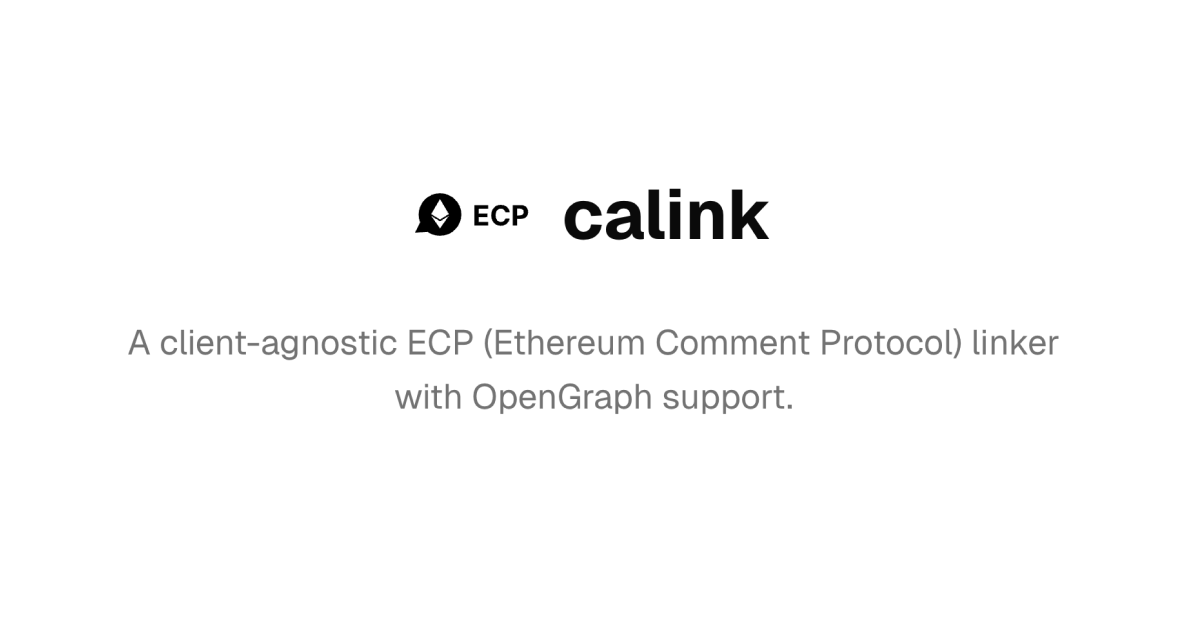 ECP calink
A client-agnostic ECP (Ethereum Comment Protocol) linker
with OpenGraph support.